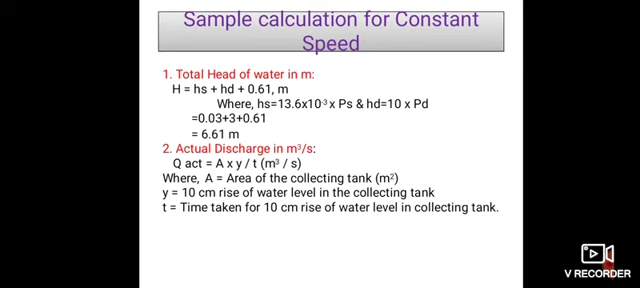 Sample calculation for Constant
Speed
1. Total Head of water in m:
H = hs + hd + 0.61, m
Where, hs=13.6x10⁻³ x Ps & hd=10 x Pd
=0.03+3+0.61
= 6.61 m
2. Actual Discharge in m³/s:
Q act = A x y / t (m³ / s)
Where, A = Area of the collecting tank (m²)
y = 10 cm rise of water level in the collecting tank
t = Time taken for 10 cm rise of water level in collecting tank.
V RECORDER